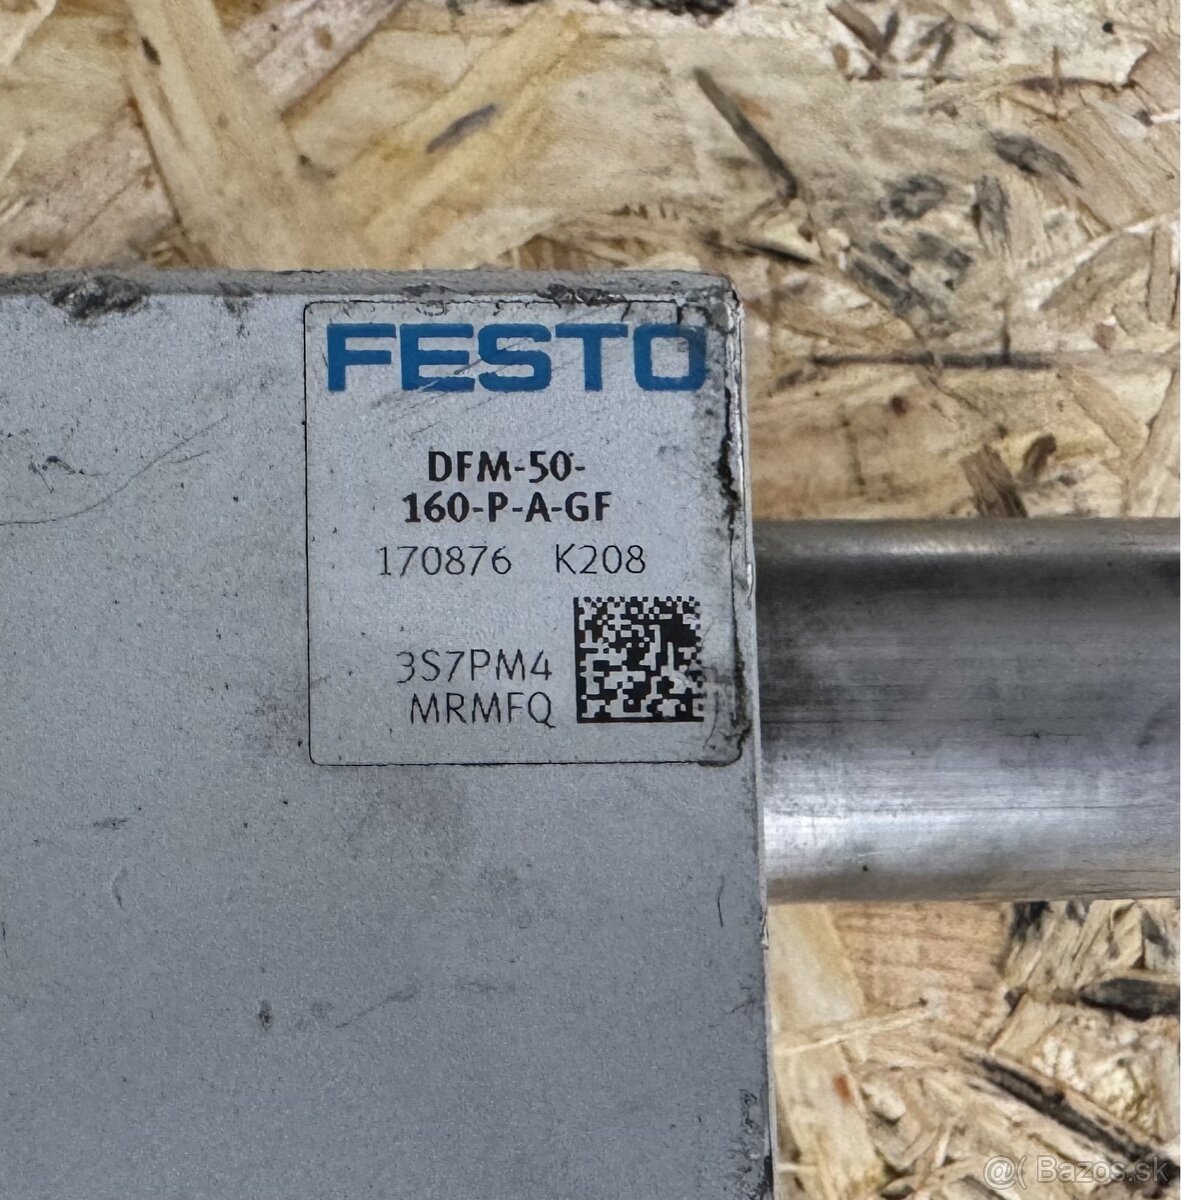 FESTO
DFM-50-
160-P-A-GF
170876 K208
3S7PM4
MRMFQ
@( Bazos.sk